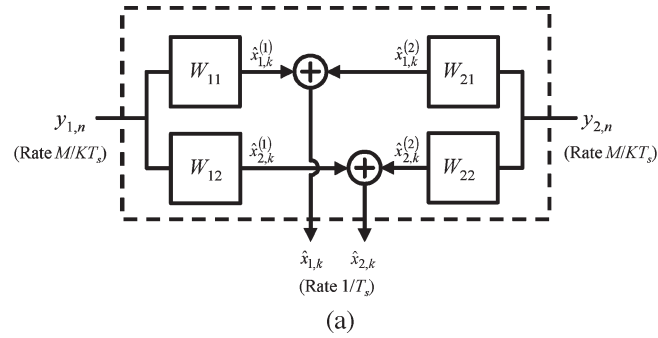 W₁₁ x̂₁,ₖ⁽¹⁾ + x̂₁,ₖ⁽²⁾ W₂₁
y₁,ₙ y₂,ₙ
(Rate M/KTₛ) (Rate M/KTₛ)
W₁₂ x̂₂,ₖ⁽¹⁾ + x̂₂,ₖ⁽²⁾ W₂₂
x̂₁,ₖ x̂₂,ₖ
(Rate 1/Tₛ)
(a)